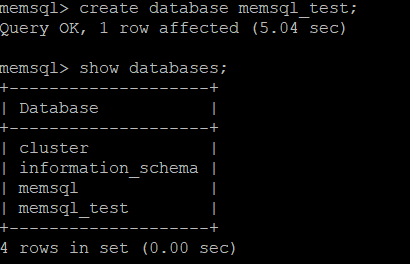 memsql> create database memsql_test;
Query OK, 1 row affected (5.04 sec)

memsql> show databases;
+--------------------+
| Database           |
+--------------------+
| cluster            |
| information_schema |
| memsql             |
| memsql_test        |
+--------------------+
4 rows in set (0.00 sec)